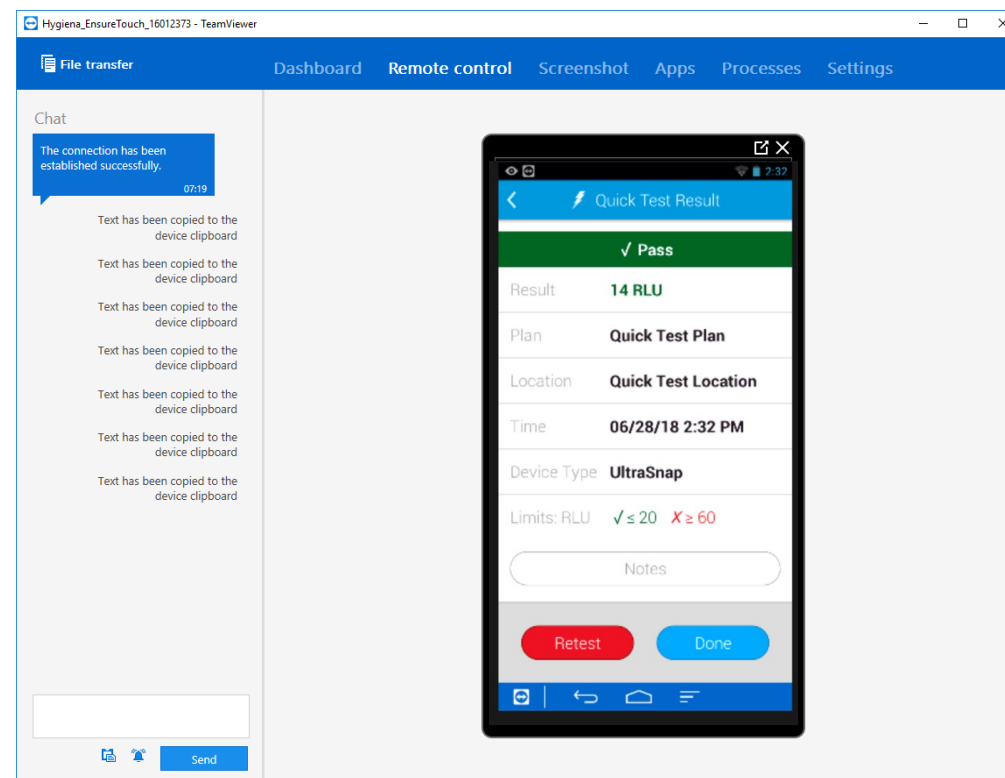 Hygiena_EnsureTouch_16012373 - TeamViewer
File transfer
Dashboard Remote control Screenshot Apps Processes Settings
Chat
The connection has been
established successfully.
07:19
Text has been copied to the
device clipboard
Text has been copied to the
device clipboard
Text has been copied to the
device clipboard
Text has been copied to the
device clipboard
Text has been copied to the
device clipboard
Text has been copied to the
device clipboard
Text has been copied to the
device clipboard
Send
2:32
Quick Test Result
√ Pass
Result 14 RLU
Plan Quick Test Plan
Location Quick Test Location
Time 06/28/18 2:32 PM
Device Type UltraSnap
Limits: RLU √ ≤ 20 X ≥ 60
Notes
Retest Done